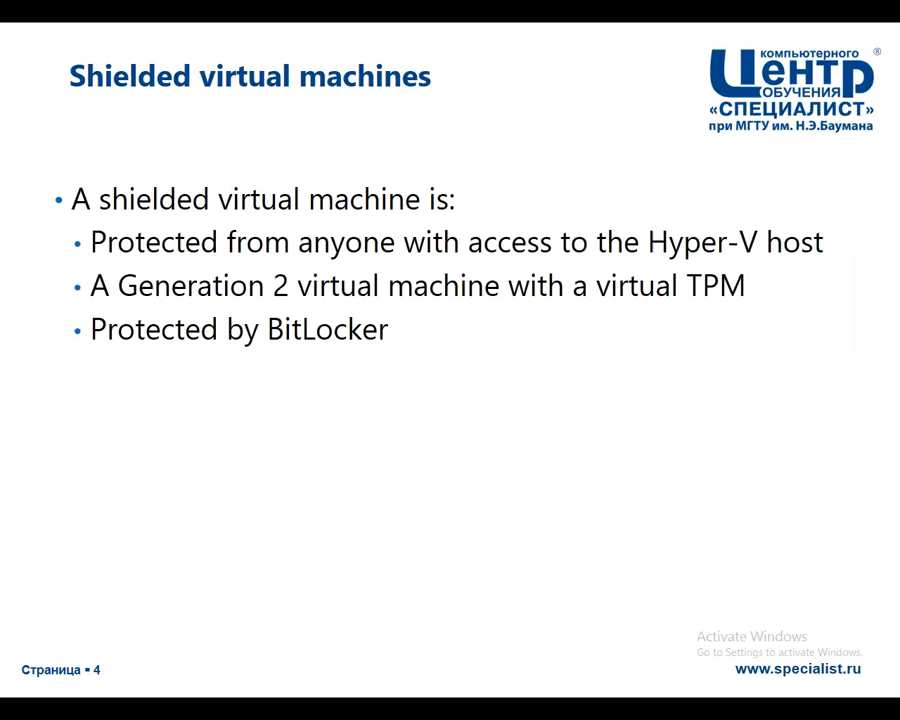 Shielded virtual machines
компьютерного
Центр
ОБУЧЕНИЯ
®
«СПЕЦИАЛИСТ»
при МГТУ им. Н.Э.Баумана
• A shielded virtual machine is:
• Protected from anyone with access to the Hyper-V host
• A Generation 2 virtual machine with a virtual TPM
• Protected by BitLocker
Activate Windows
Go to Settings to activate Windows.
Страница ▪ 4
www.specialist.ru